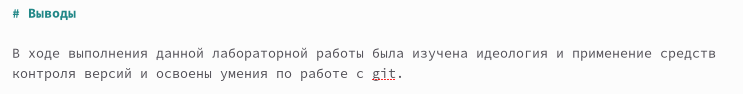 # Выводы
В ходе выполнения данной лабораторной работы была изучена идеология и применение средств
контроля версий и освоены умения по работе с git.